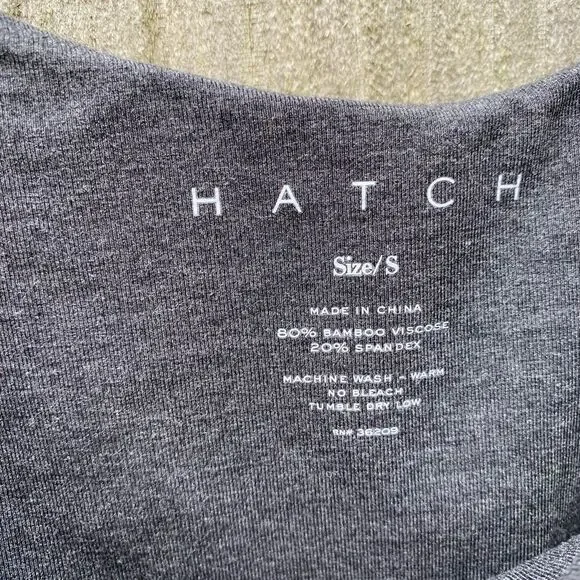 HATCH
Size/S
MADE IN CHINA
80% BAMBOO VISCOSE
20% SPANDEX
MACHINE WASH - WARM
NO BLEACH
TUMBLE DRY LOW
RN# 36209